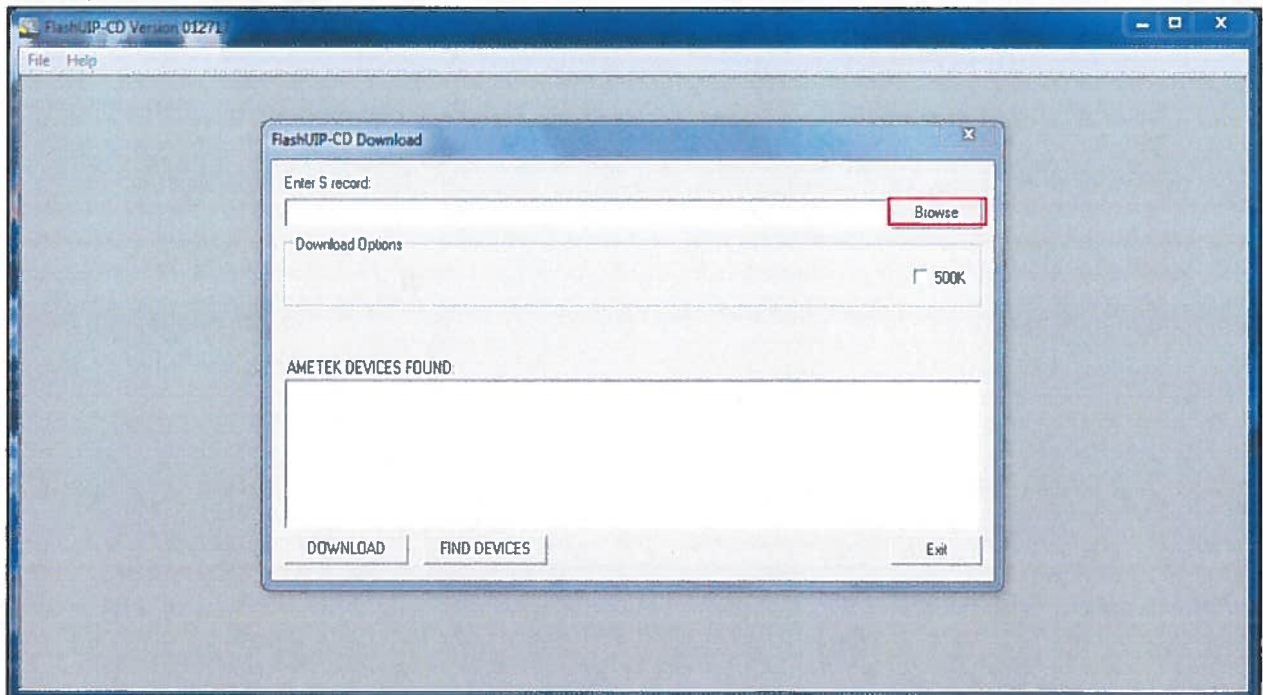 FlashUIP-CD Version 012713
File Help
FlashUIP-CD Download
Enter S record:
Browse
Download Options
500K
AMETEK DEVICES FOUND:
DOWNLOAD FIND DEVICES Exit